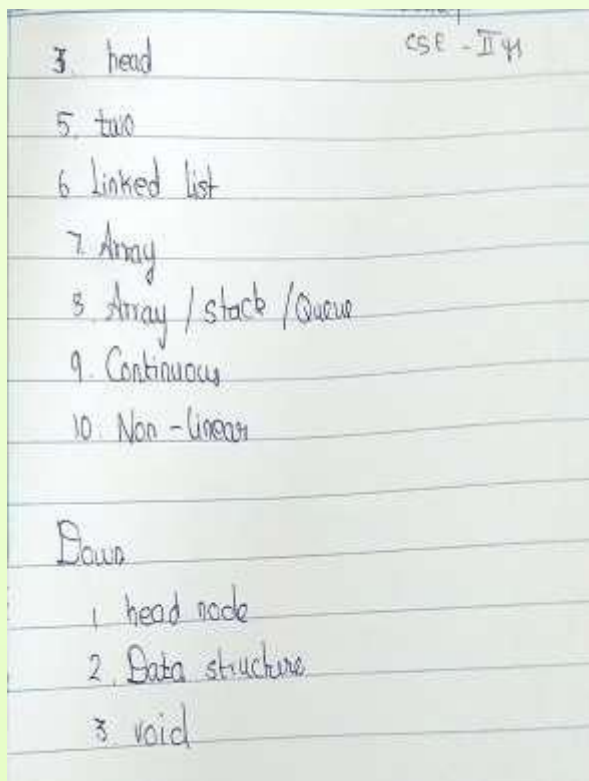 CSE - II yr
3. head
5. two
6 Linked list
7. Array
8. Array / stack / Queue
9. Continuous
10. Non - linear
Down
1 head node
2. Data structure
3. void